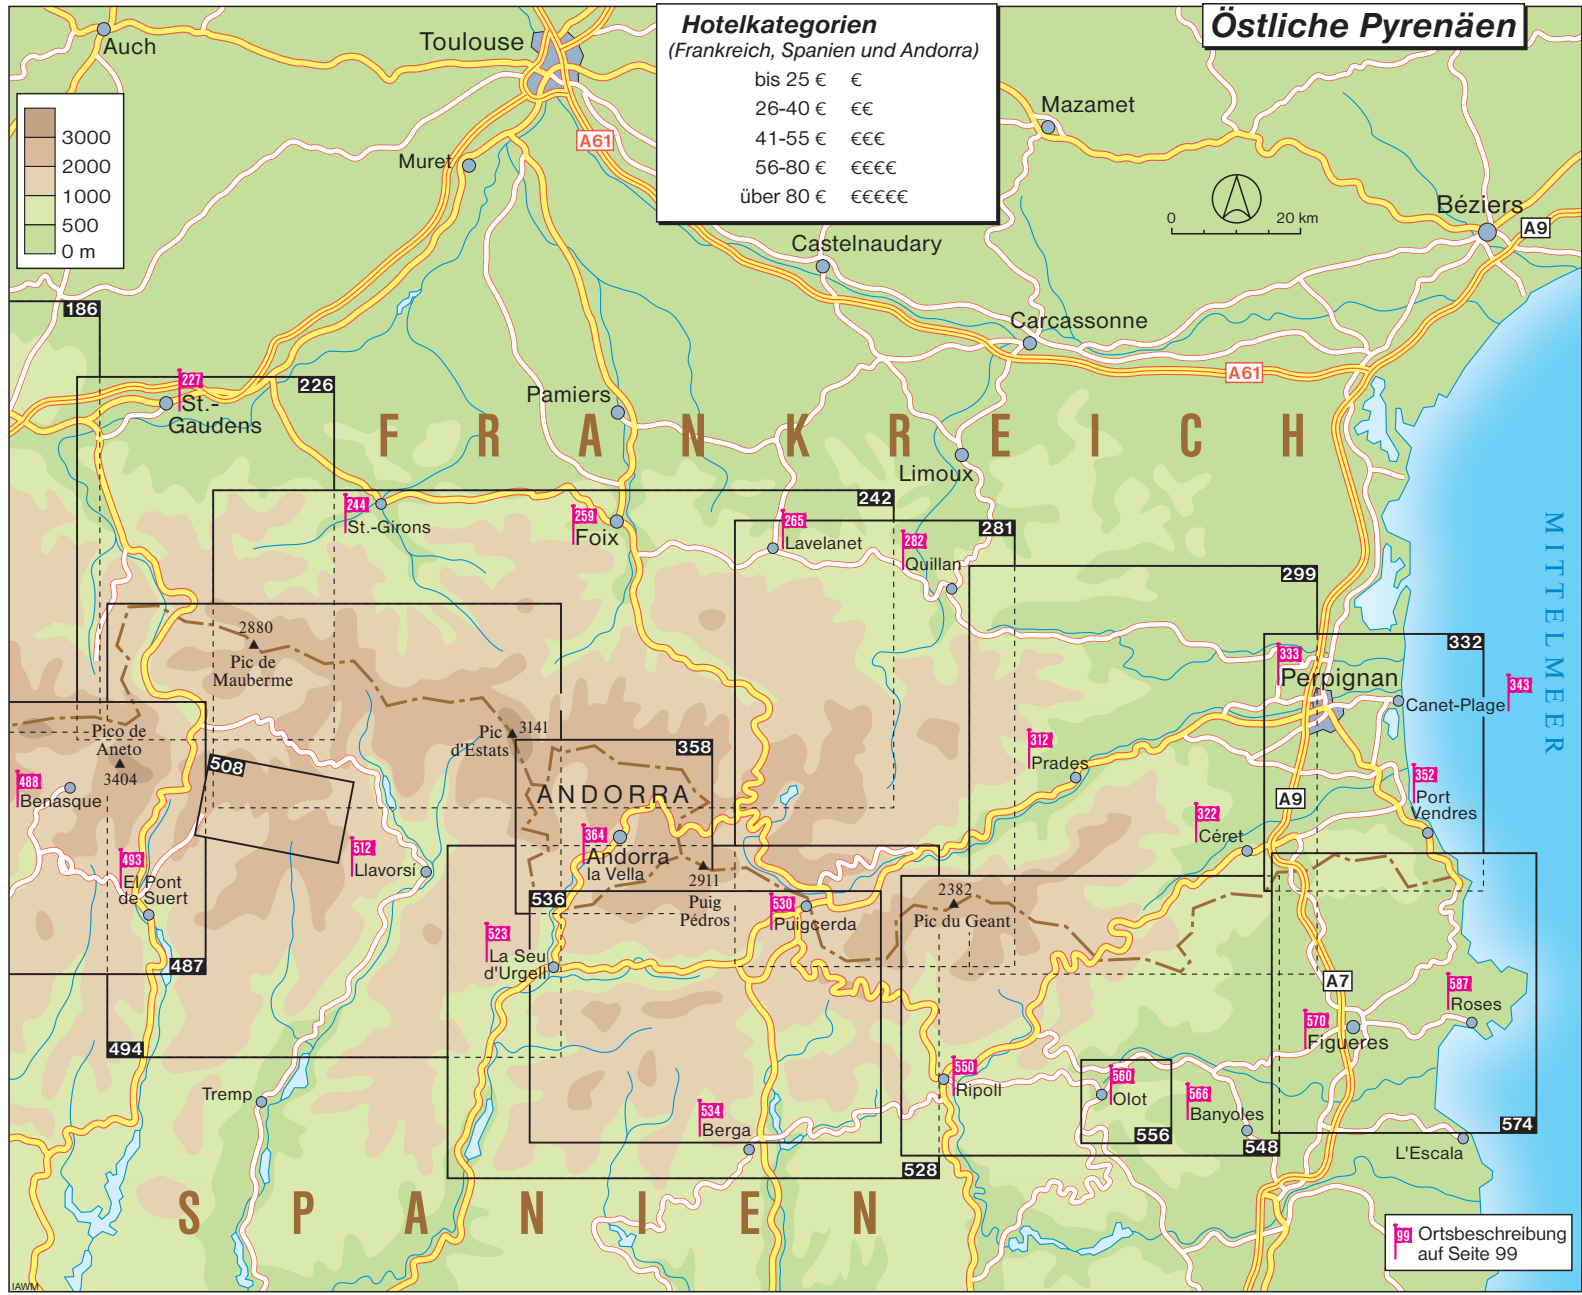 Östliche Pyrenäen
Hotelkategorien
(Frankreich, Spanien und Andorra)
bis 25 € €
26-40 € €€
41-55 € €€€
56-80 € €€€€
über 80 € €€€€€
Auch
Toulouse
Mazamet
3000
2000
1000
500
0 m
Muret
A61
0 20 km
Béziers
A9
Castelnaudary
186
Carcassonne
A61
227
St.-
Gaudens
226
Pamiers
FRANKREICH
Limoux
244
St.-Girons
259
Foix
242
265
Lavelanet
282
Quillan
281
299
MITTELMEER
2880
Pic de
Mauberme
332
333
Perpignan
343
Canet-Plage
Pico de
Aneto
3404
Pic
d'Estats
3141
358
312
Prades
508
488
Benasque
ANDORRA
352
Port
Vendres
A9
322
Céret
364
Andorra
la Vella
512
Llavorsí
493
El Pont
de Suert
2911
Puig
Pédros
536
530
Puigcerda
2382
Pic du Geant
523
La Seu
d'Urgell
487
A7
587
Roses
570
Figueres
494
Tremp
550
Ripoll
560
Olot
566
Banyoles
534
Berga
556
548
574
L'Escala
528
SPANIEN
99
Ortsbeschreibung
auf Seite 99
IAWM